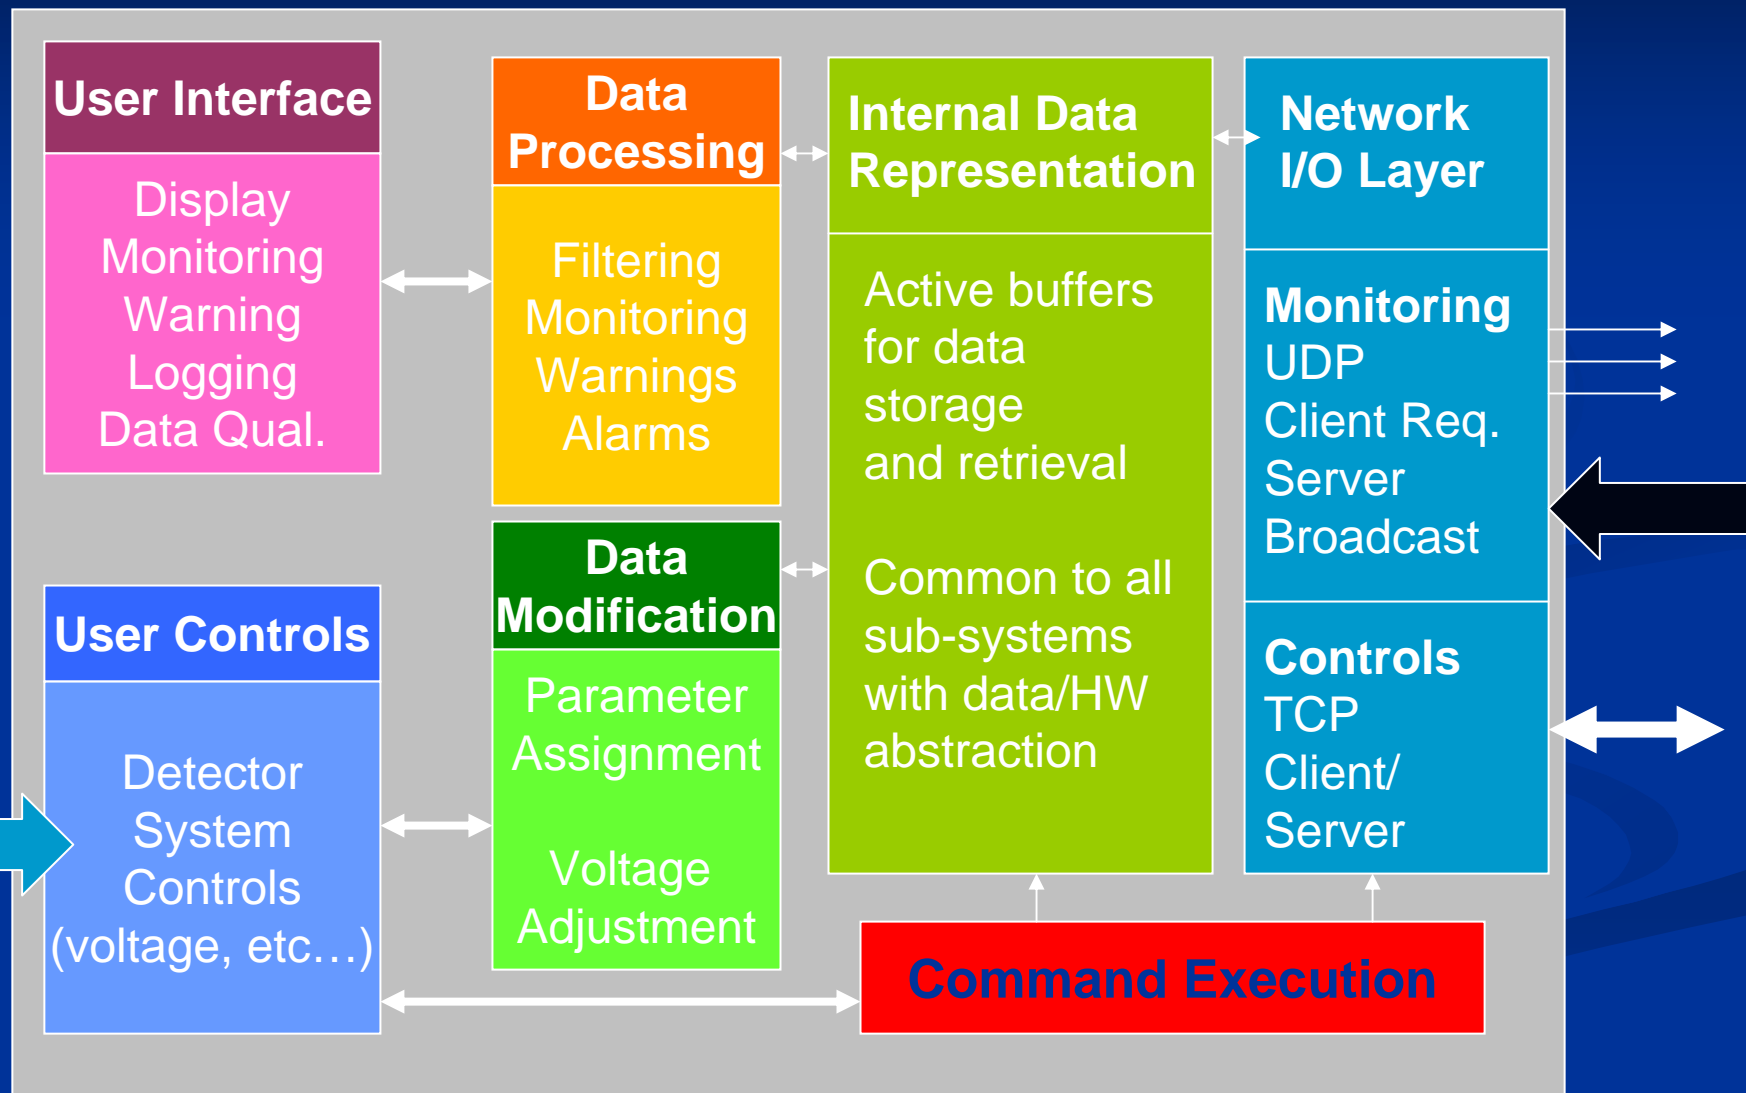 User Interface
Display
Monitoring
Warning
Logging
Data Qual.
Data
Processing
Filtering
Monitoring
Warnings
Alarms
Internal Data
Representation
Active buffers
for data
storage
and retrieval
Common to all
sub-systems
with data/HW
abstraction
Network
I/O Layer
Monitoring
UDP
Client Req.
Server
Broadcast
Controls
TCP
Client/
Server
User Controls
Detector
System
Controls
(voltage, etc…)
Data
Modification
Parameter
Assignment
Voltage
Adjustment
Command Execution